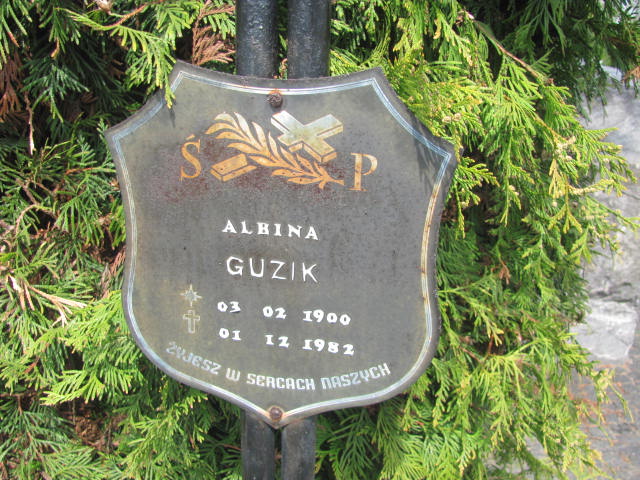 Ś P
ALBINA
GUZIK
03 02 1900
01 12 1982
ŻYJESZ W SERCACH NASZYCH